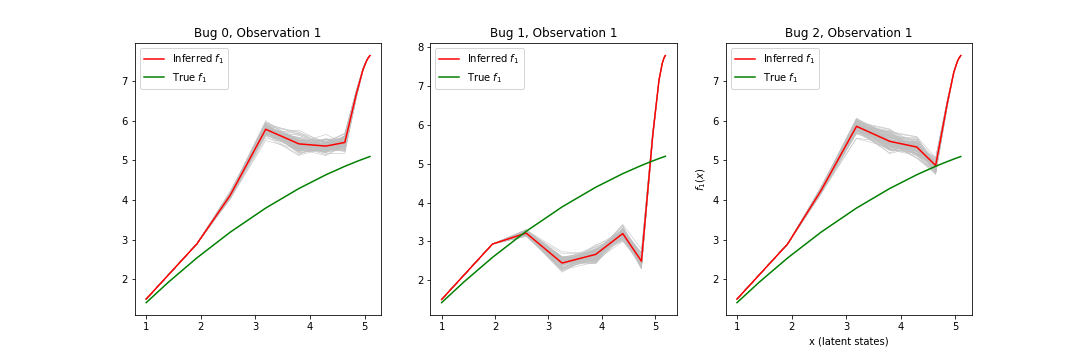 Bug 0, Observation 1
Inferred f₁
True f₁
7
6
5
4
3
2
1 2 3 4 5
Bug 1, Observation 1
Inferred f₁
True f₁
8
7
6
5
4
3
2
1 2 3 4 5
Bug 2, Observation 1
Inferred f₁
True f₁
f₁(x)
7
6
5
4
3
2
1 2 3 4 5
x (latent states)